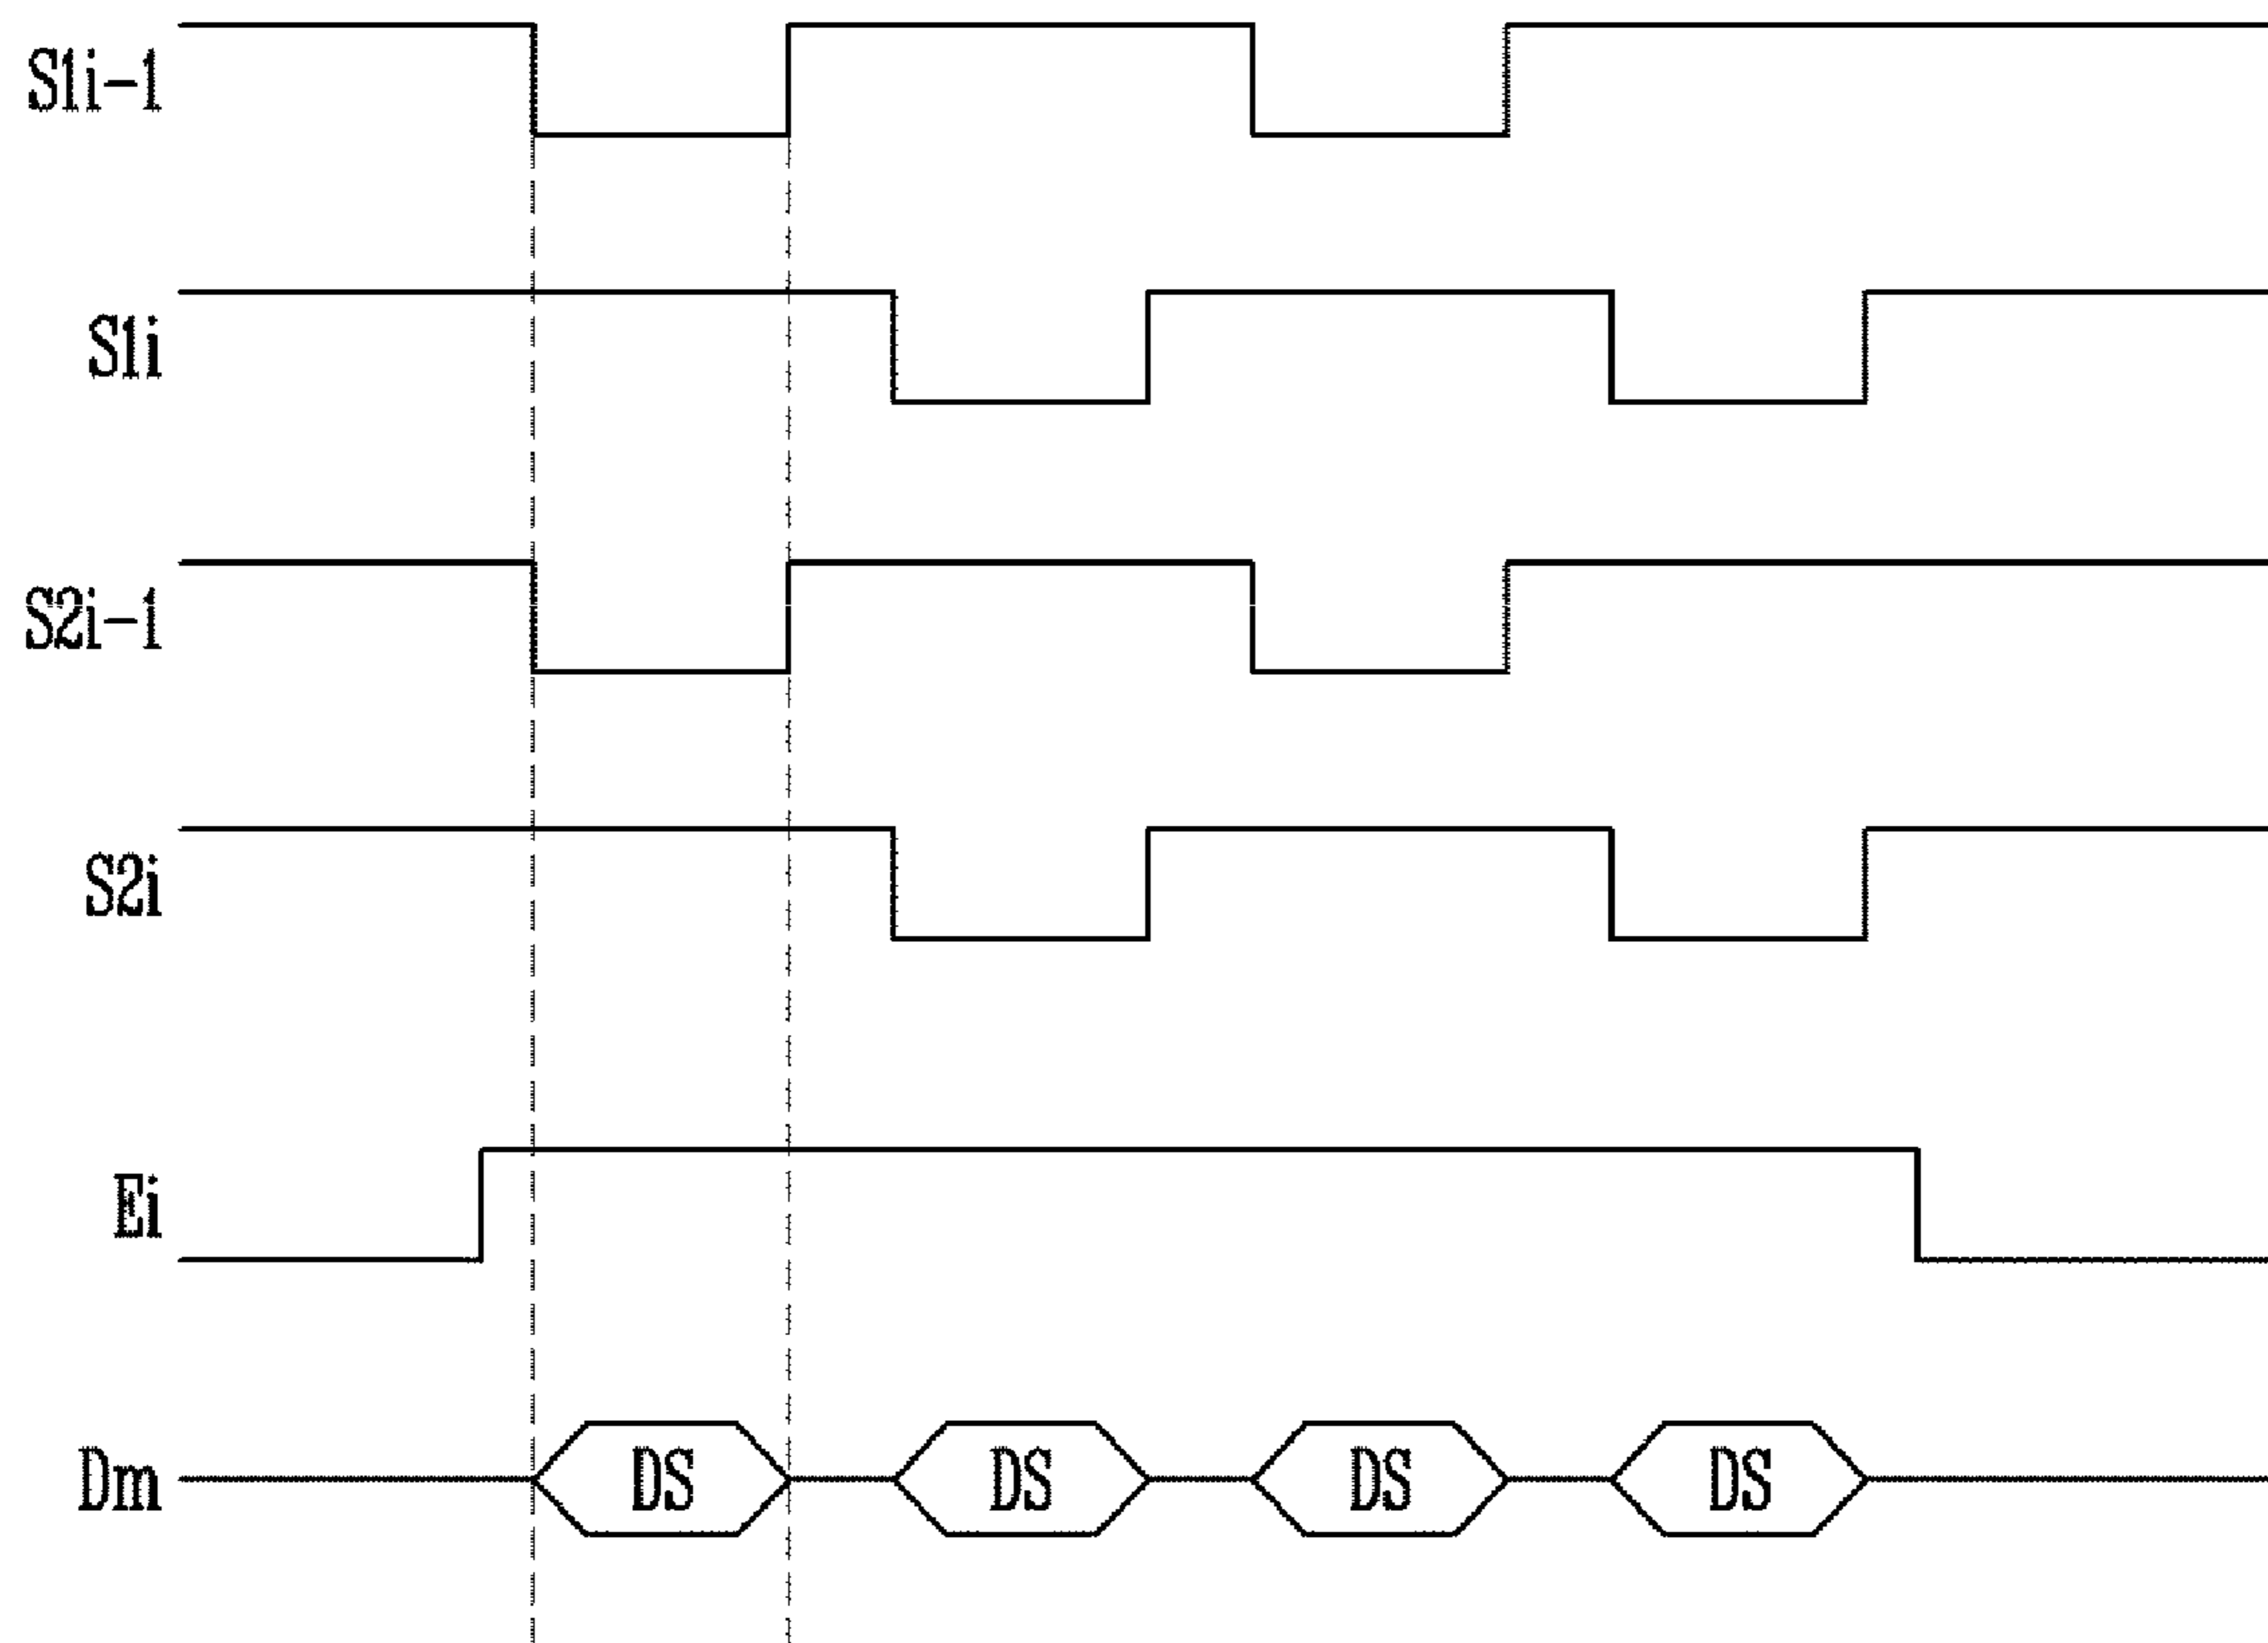 S1i-1
S1i
S2i-1
S2i
Ei
Dm DS DS DS DS